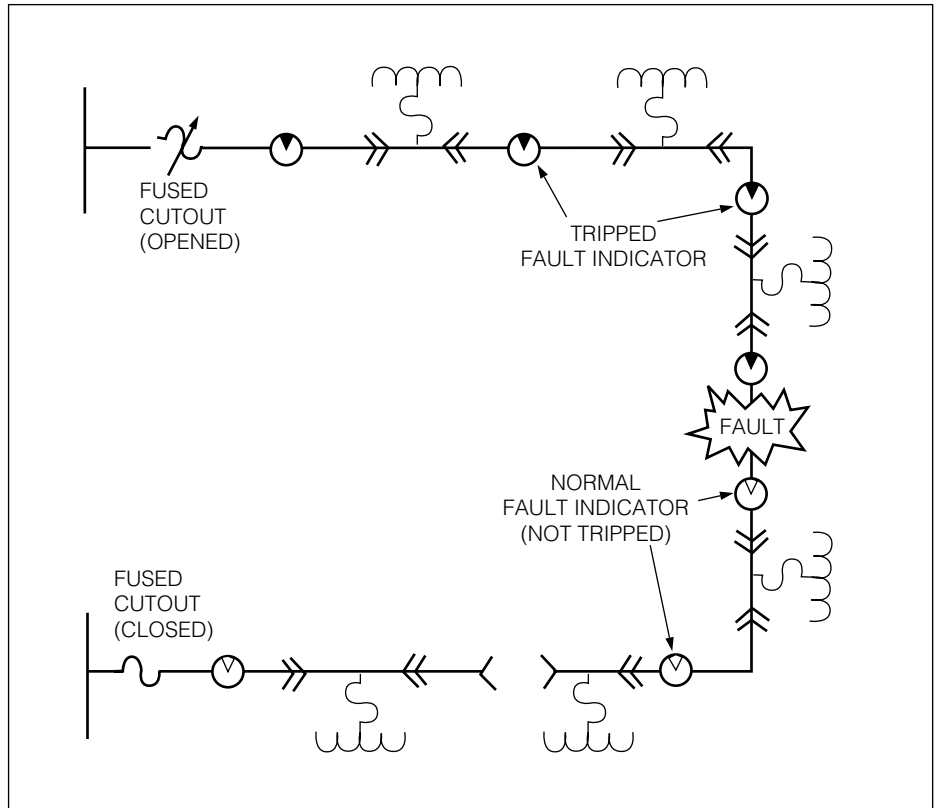 FUSED
CUTOUT
(OPENED)
TRIPPED
FAULT INDICATOR
FAULT
NORMAL
FAULT INDICATOR
(NOT TRIPPED)
FUSED
CUTOUT
(CLOSED)